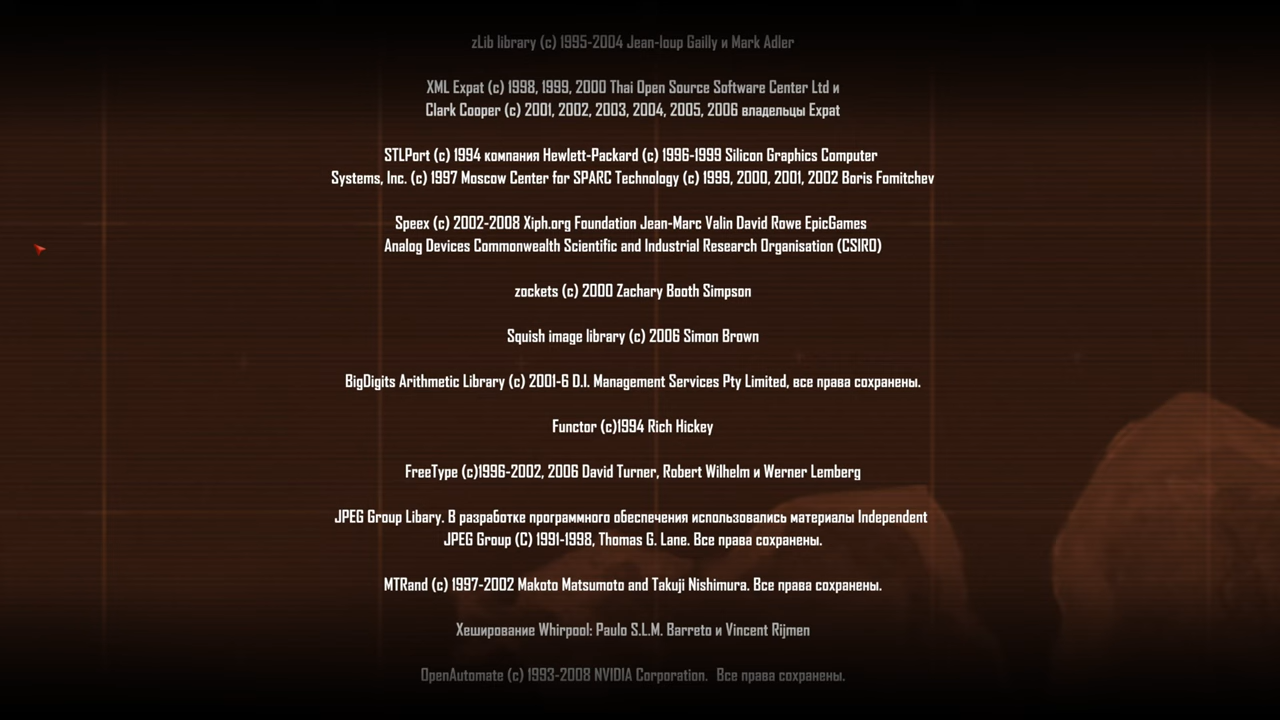 zLib library (c) 1995-2004 Jean-loup Gailly и Mark Adler
XML Expat (c) 1998, 1999, 2000 Thai Open Source Software Center Ltd и
Clark Cooper (c) 2001, 2002, 2003, 2004, 2005, 2006 владельцы Expat
STLPort (c) 1994 компания Hewlett-Packard (c) 1996-1999 Silicon Graphics Computer
Systems, Inc. (c) 1997 Moscow Center for SPARC Technology (c) 1999, 2000, 2001, 2002 Boris Fomitchev
Speex (c) 2002-2008 Xiph.org Foundation Jean-Marc Valin David Rowe EpicGames
Analog Devices Commonwealth Scientific and Industrial Research Organisation (CSIRO)
zockets (c) 2000 Zachary Booth Simpson
Squish image library (c) 2006 Simon Brown
BigDigits Arithmetic Library (c) 2001-6 D.I. Management Services Pty Limited, все права сохранены.
Functor (c)1994 Rich Hickey
FreeType (c)1996-2002, 2006 David Turner, Robert Wilhelm и Werner Lemberg
JPEG Group Libary. В разработке программного обеспечения использовались материалы Independent
JPEG Group (C) 1991-1998, Thomas G. Lane. Все права сохранены.
MTRand (c) 1997-2002 Makoto Matsumoto and Takuji Nishimura. Все права сохранены.
Хеширование Whirpool: Paulo S.L.M. Barreto и Vincent Rijmen
OpenAutomate (c) 1993-2008 NVIDIA Corporation.  Все права сохранены.